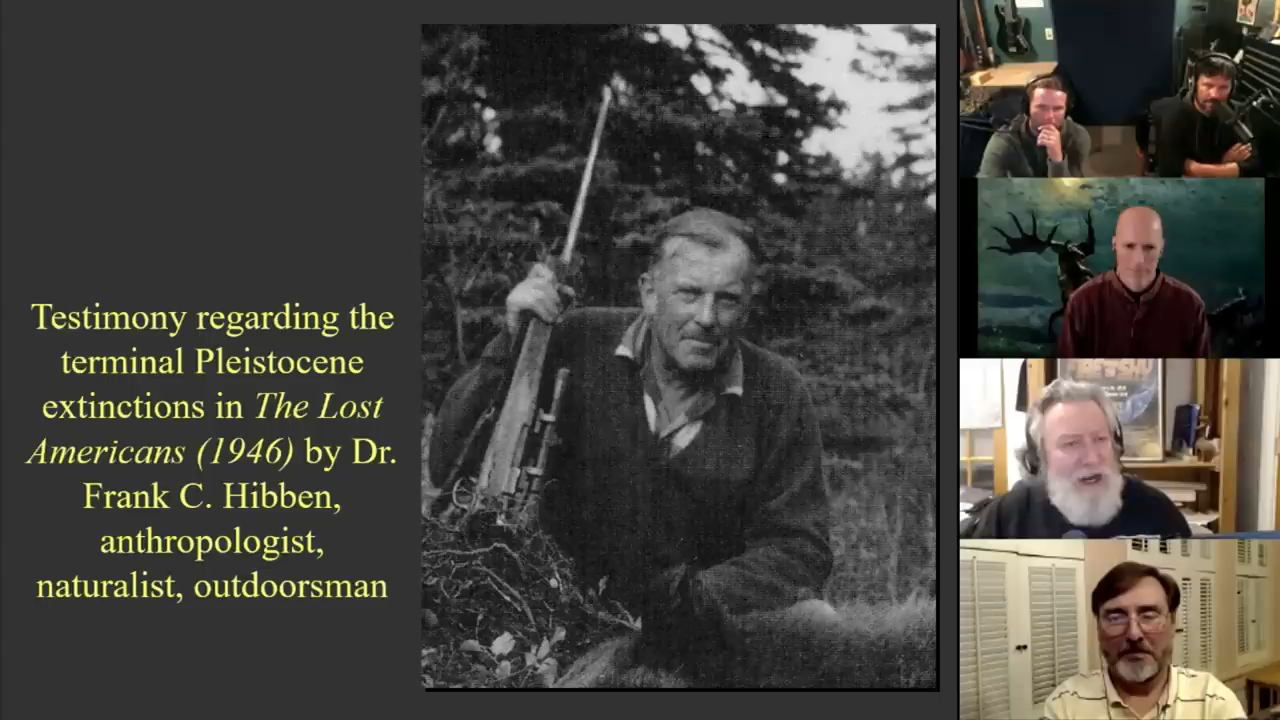 Testimony regarding the
terminal Pleistocene
extinctions in The Lost
Americans (1946) by Dr.
Frank C. Hibben,
anthropologist,
naturalist, outdoorsman